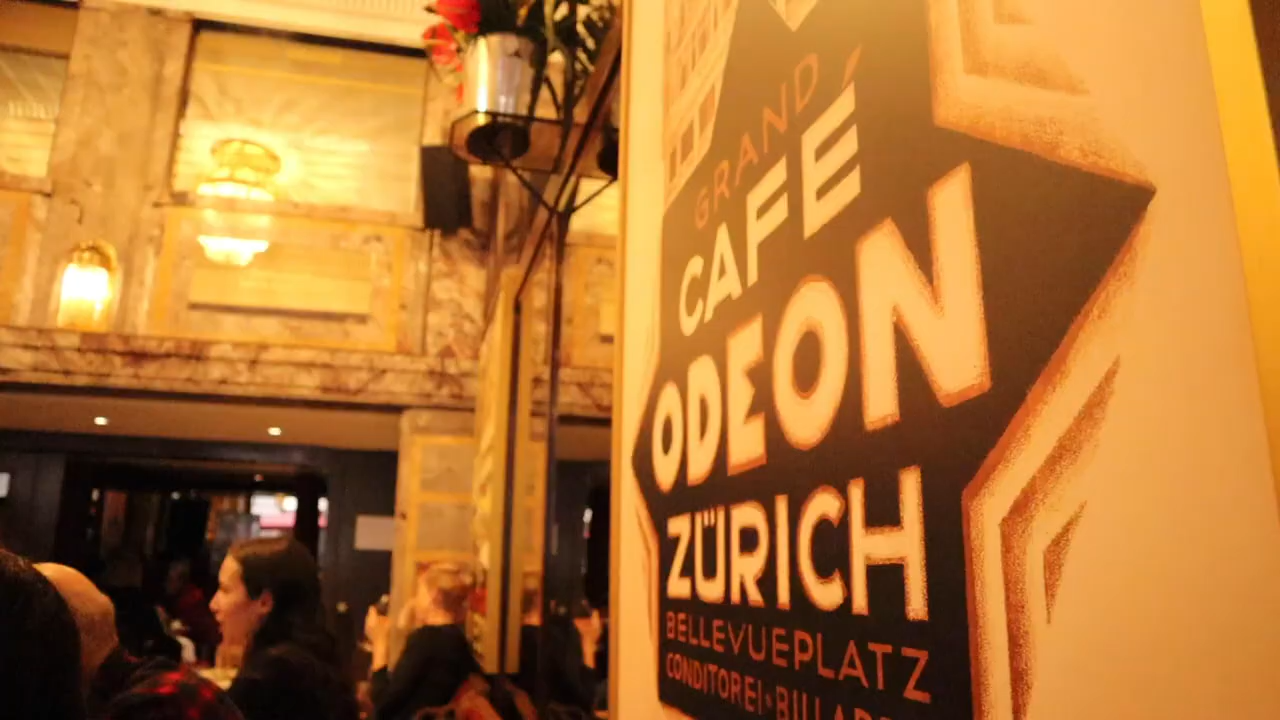 GRAND
CAFÉ
ODEON
ZÜRICH
BELLEVUEPLATZ
CONDITOREI·